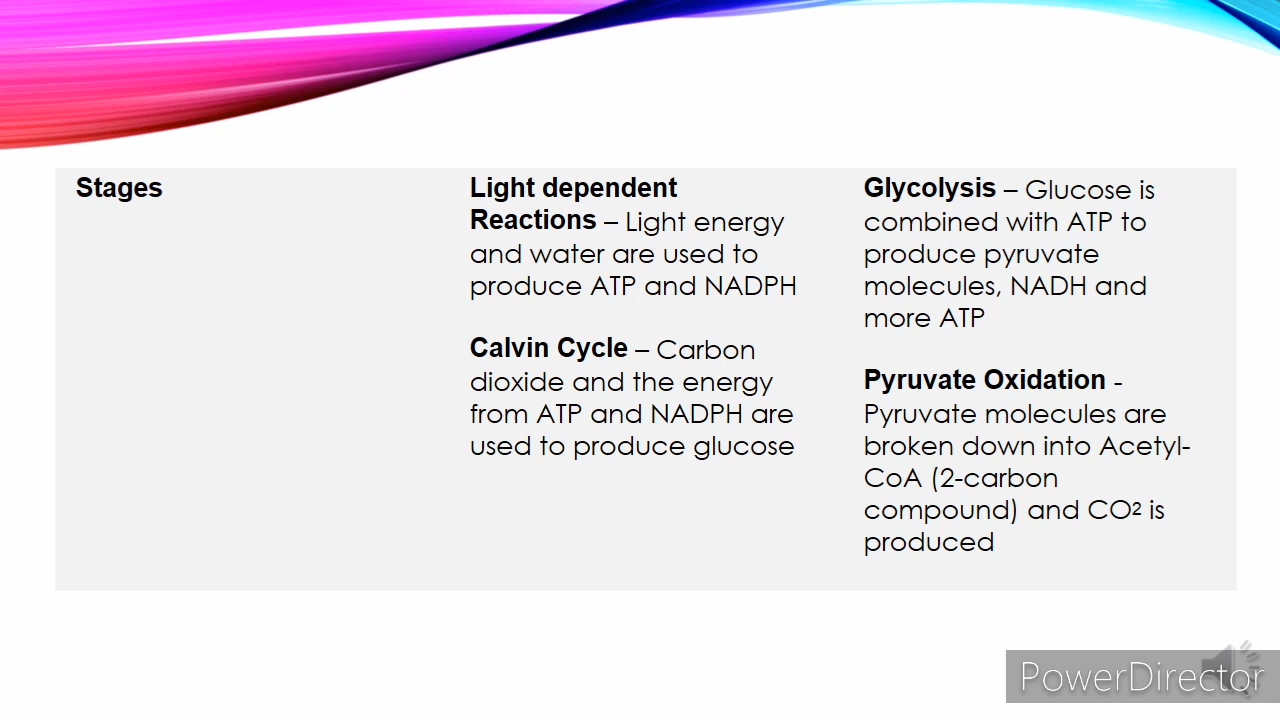 Stages
Light dependent
Reactions – Light energy
and water are used to
produce ATP and NADPH
Calvin Cycle – Carbon
dioxide and the energy
from ATP and NADPH are
used to produce glucose
Glycolysis – Glucose is
combined with ATP to
produce pyruvate
molecules, NADH and
more ATP
Pyruvate Oxidation -
Pyruvate molecules are
broken down into Acetyl-
CoA (2-carbon
compound) and CO2 is
produced
PowerDirector